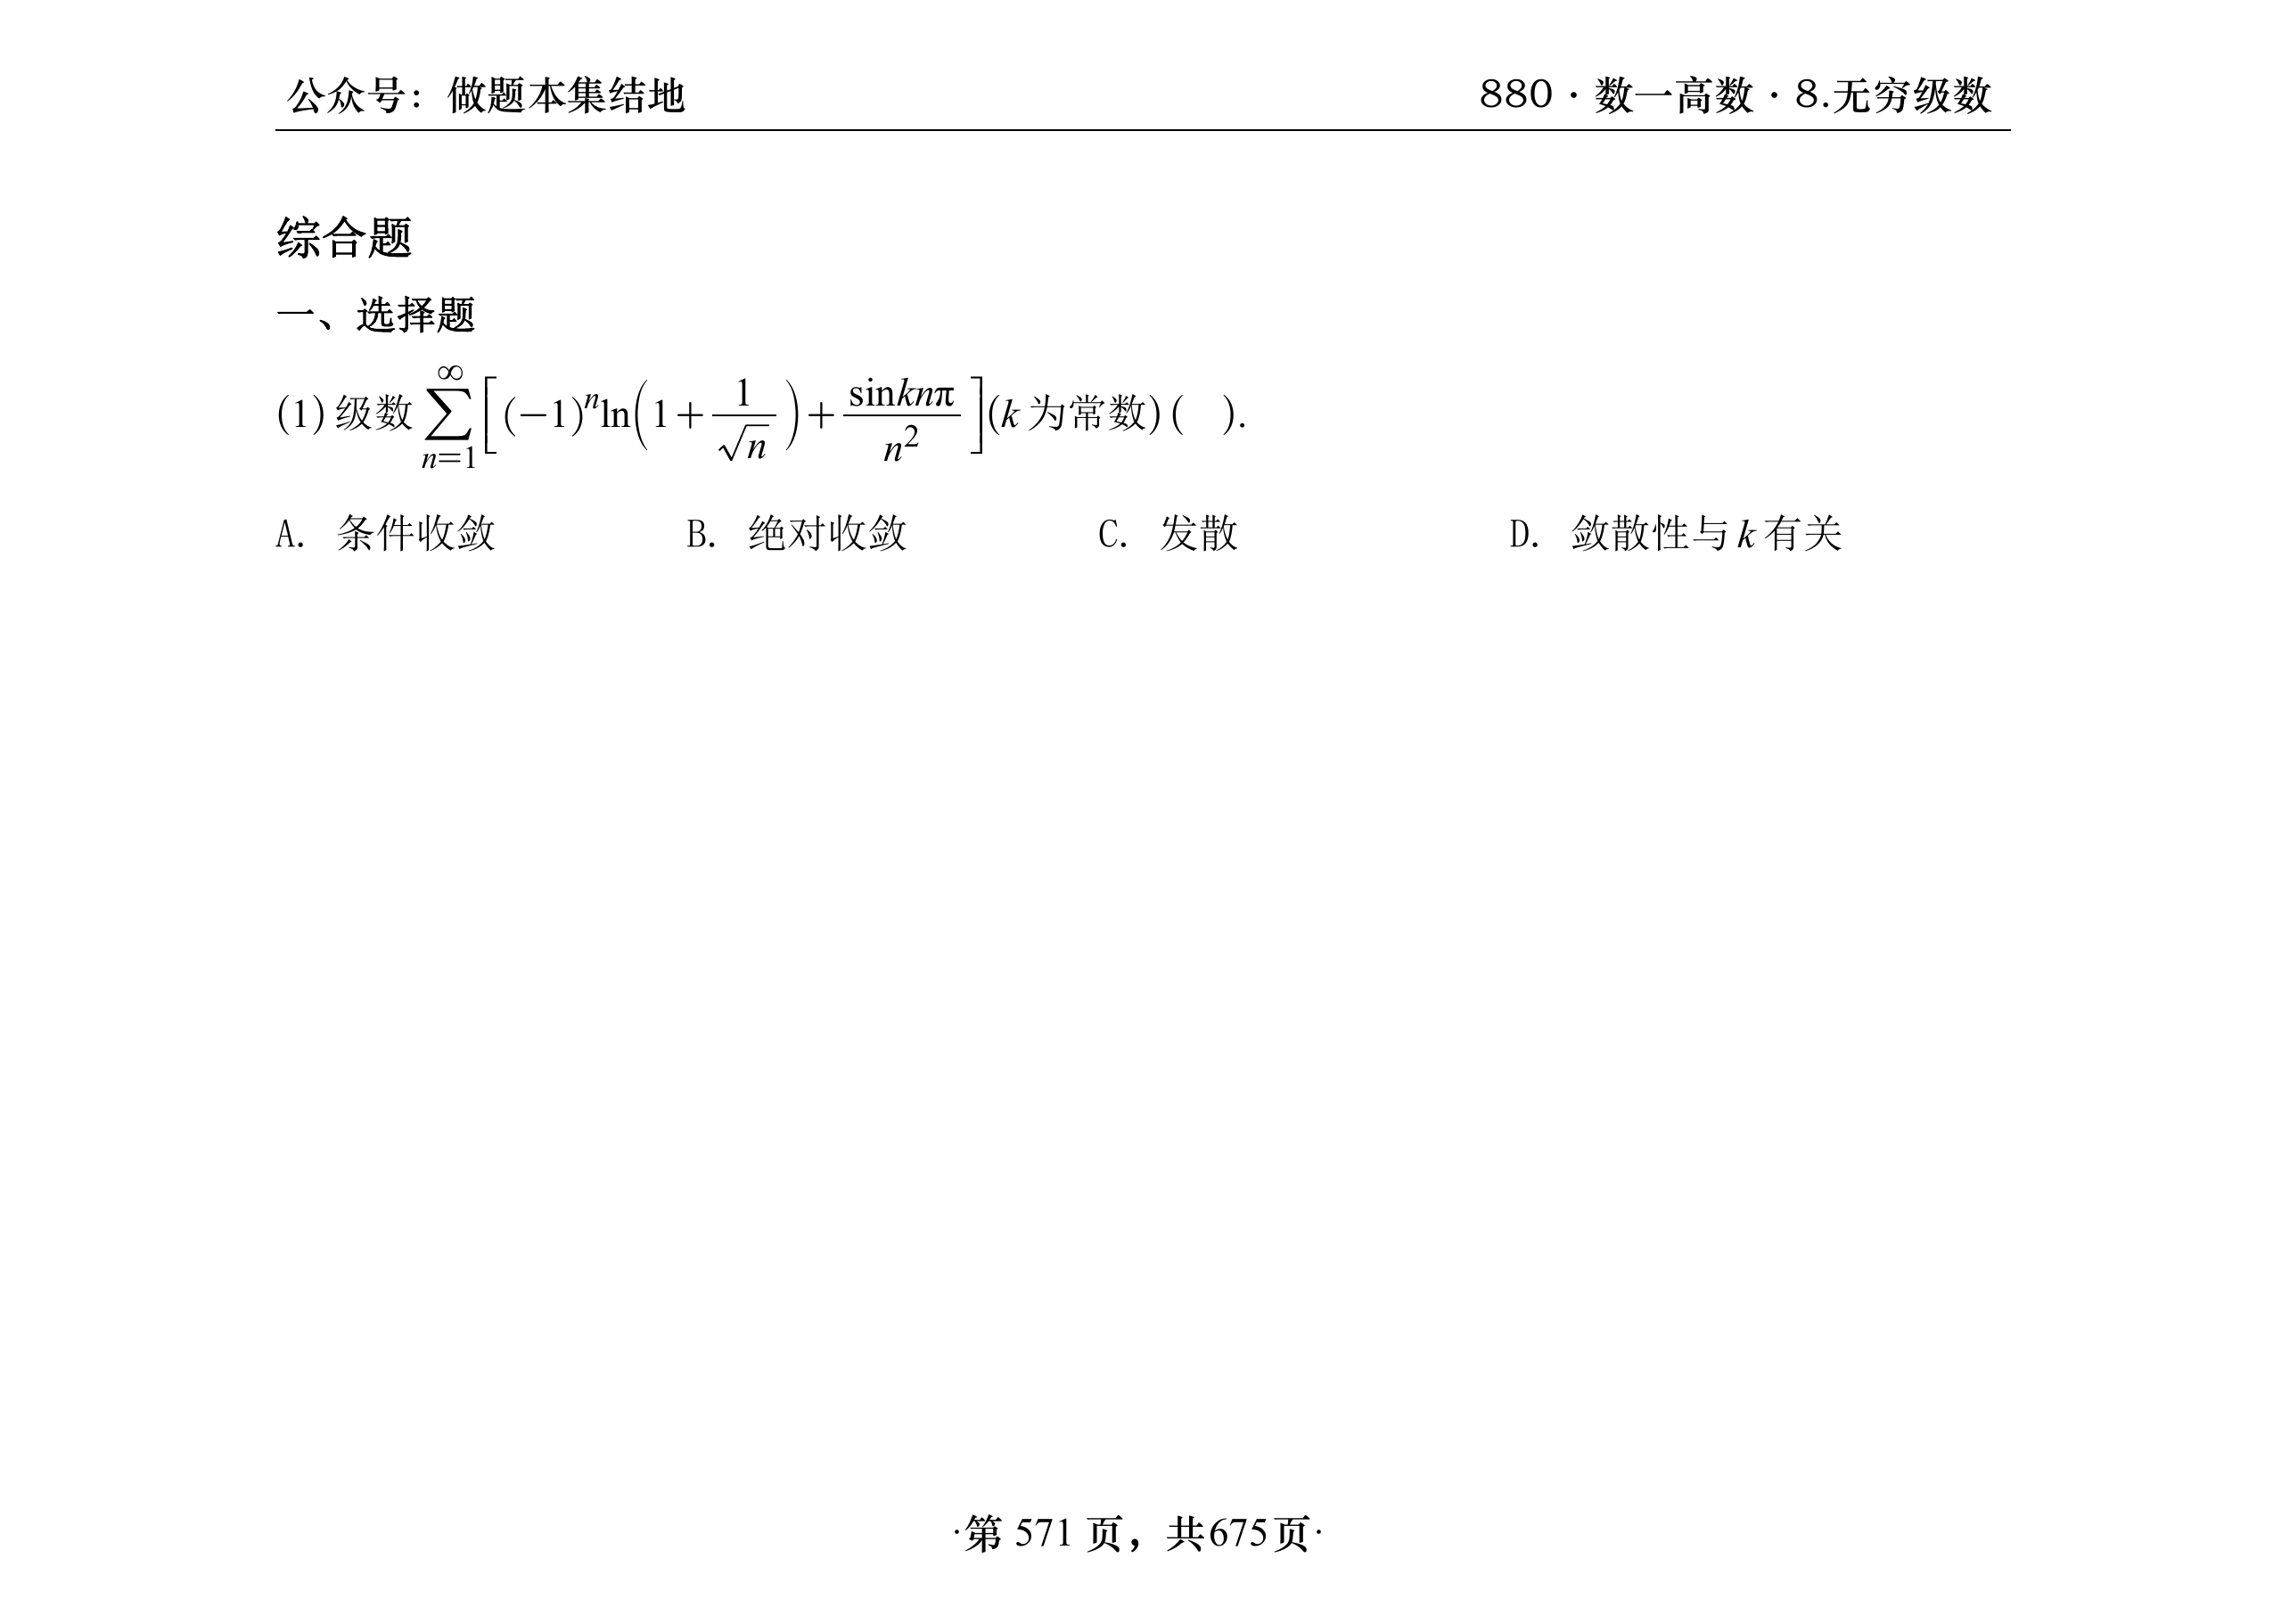 公众号：做题本集结地 880·数一高数·8.无穷级数
综合题
一、选择题
(1) 级数 $\sum_{n=1}^{\infty}\left[(-1)^n\ln\left(1+\frac{1}{\sqrt{n}}\right)+\frac{\sin kn\pi}{n^2}\right]$(k 为常数) (   ).
A. 条件收敛 B. 绝对收敛 C. 发散 D. 敛散性与 k 有关
·第 571 页，共675页·